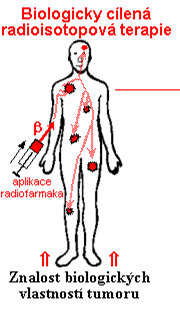 Biologicky cílená
radioisotopová terapie
β
aplikace
radiofarmaka
Znalost biologických
vlastností tumoru